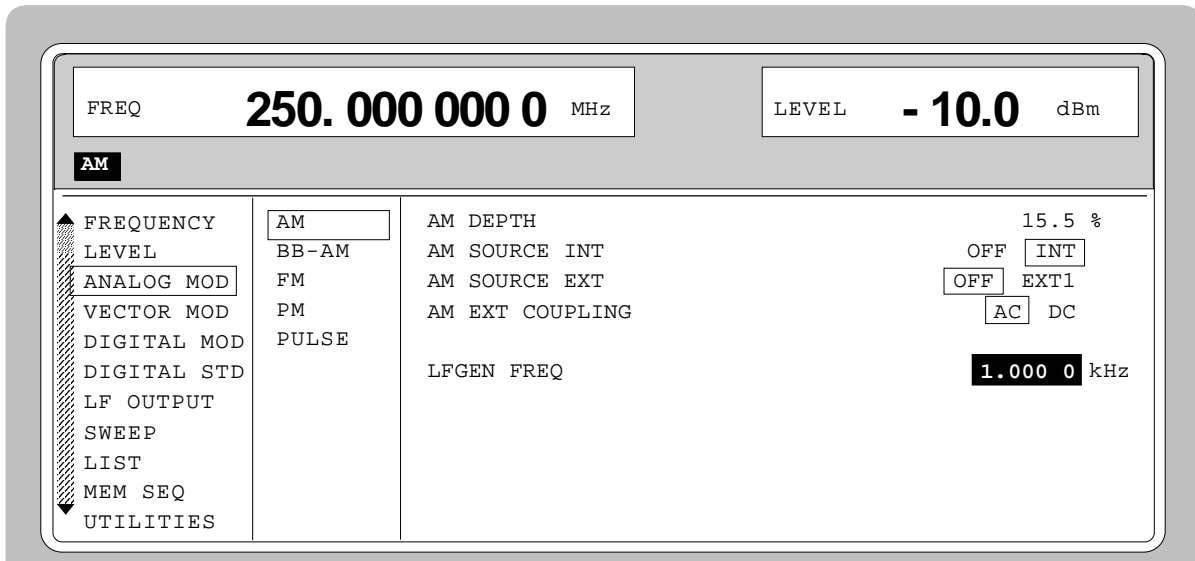 FREQ 250. 000 000 0 MHz LEVEL - 10.0 dBm
AM
FREQUENCY AM AM DEPTH 15.5 %
LEVEL BB-AM AM SOURCE INT OFF INT
ANALOG MOD FM AM SOURCE EXT OFF EXT1
VECTOR MOD PM AM EXT COUPLING AC DC
DIGITAL MOD PULSE
DIGITAL STD LFGEN FREQ 1.000 0 kHz
LF OUTPUT
SWEEP
LIST
MEM SEQ
UTILITIES